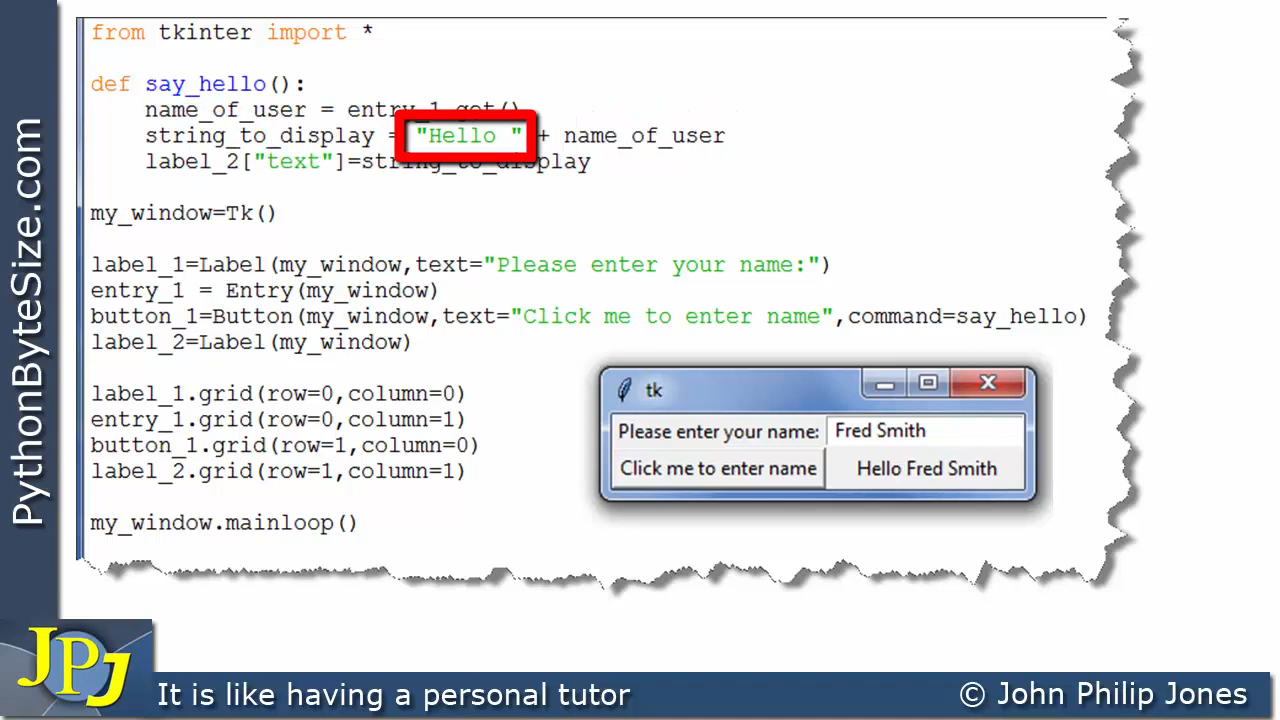 PythonByteSize.com
from tkinter import *
def say_hello():
name_of_user = entry_1.get()
string_to_display = "Hello " + name_of_user
label_2["text"]=string_to_display
my_window=Tk()
label_1=Label(my_window,text="Please enter your name:")
entry_1 = Entry(my_window)
button_1=Button(my_window,text="Click me to enter name",command=say_hello)
label_2=Label(my_window)
label_1.grid(row=0,column=0)
entry_1.grid(row=0,column=1)
button_1.grid(row=1,column=0)
label_2.grid(row=1,column=1)
my_window.mainloop()
tk
Please enter your name: Fred Smith
Click me to enter name Hello Fred Smith
JPJ
It is like having a personal tutor
© John Philip Jones